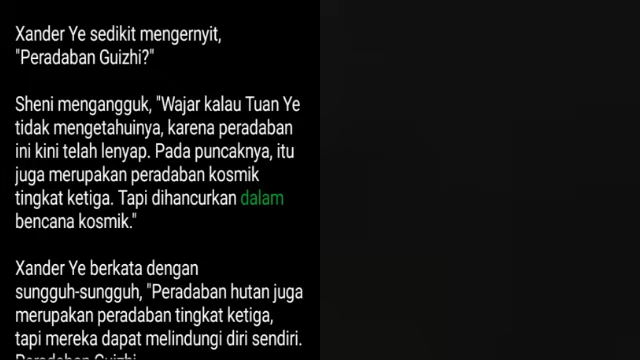 Xander Ye sedikit mengernyit,
"Peradaban Guizhi?"
Sheni mengangguk, "Wajar kalau Tuan Ye
tidak mengetahuinya, karena peradaban
ini kini telah lenyap. Pada puncaknya, itu
juga merupakan peradaban kosmik
tingkat ketiga. Tapi dihancurkan dalam
bencana kosmik."
Xander Ye berkata dengan
sungguh-sungguh, "Peradaban hutan juga
merupakan peradaban tingkat ketiga,
tapi mereka dapat melindungi diri sendiri.
Peradaban Guizhi